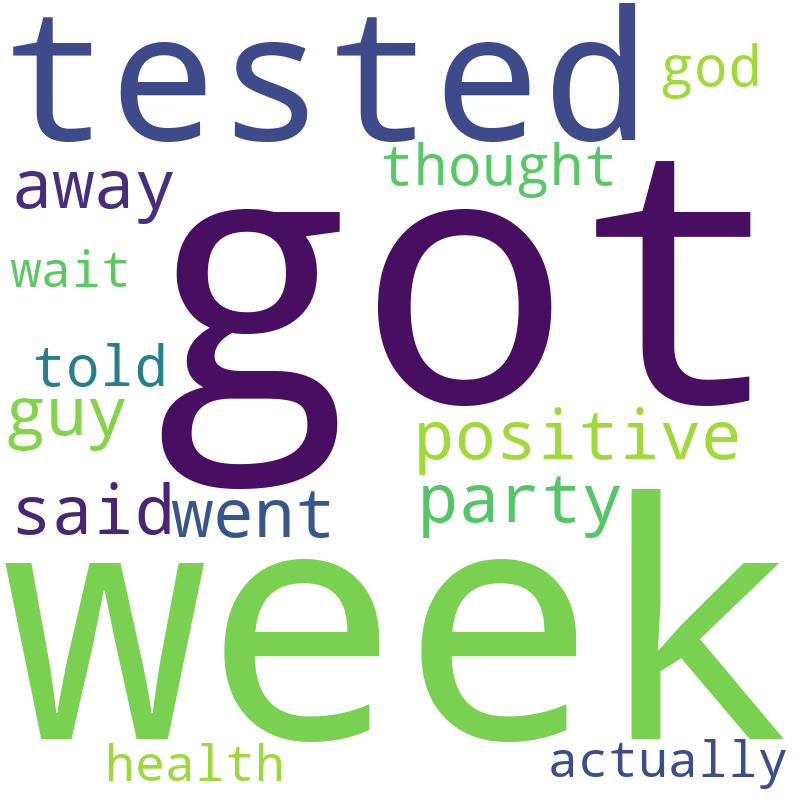 tested
god
thought
away
got
wait
told
guy
positive
party
said
went
week
health
actually